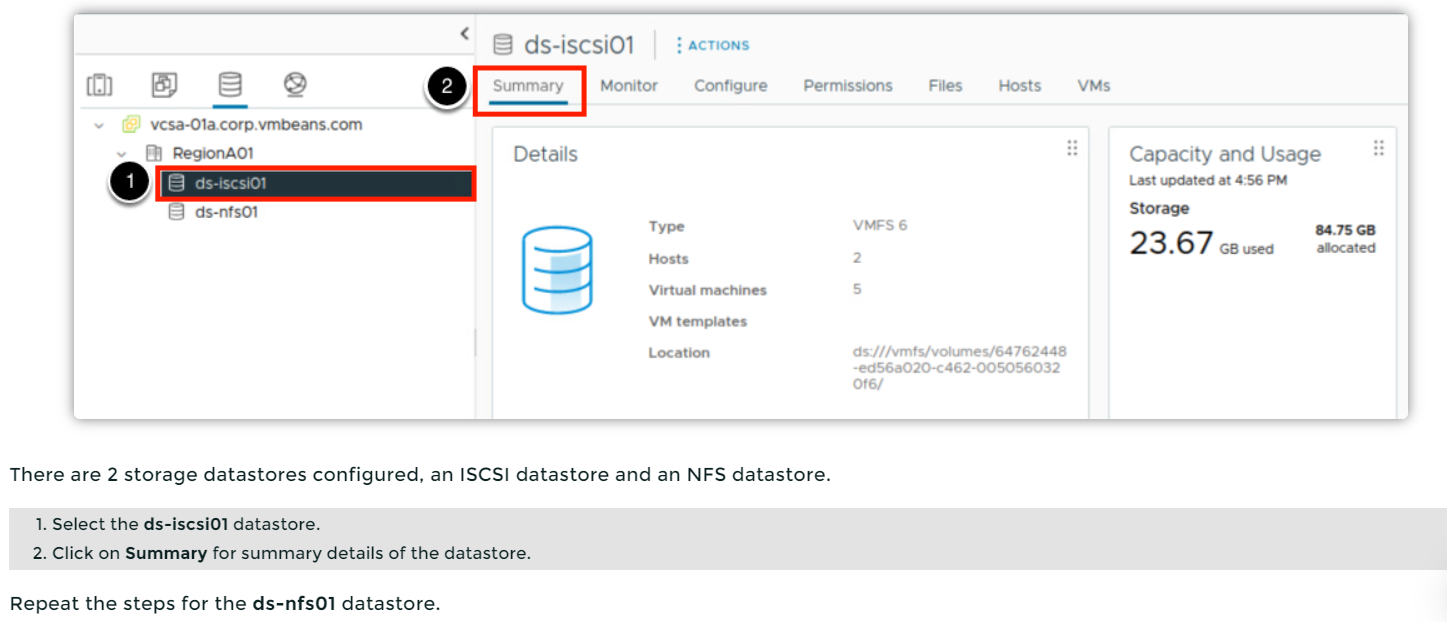 ds-iscsi01
ACTIONS
2
Summary Monitor Configure Permissions Files Hosts VMs
vcsa-01a.corp.vmbeans.com
RegionA01
1
ds-iscsi01
ds-nfs01
Details
Type VMFS 6
Hosts 2
Virtual machines 5
VM templates
Location ds:///vmfs/volumes/64762448
-ed56a020-c462-005056032
0f6/
Capacity and Usage
Last updated at 4:56 PM
Storage
23.67 GB used
84.75 GB
allocated
There are 2 storage datastores configured, an ISCSI datastore and an NFS datastore.
1. Select the ds-iscsi01 datastore.
2. Click on Summary for summary details of the datastore.
Repeat the steps for the ds-nfs01 datastore.